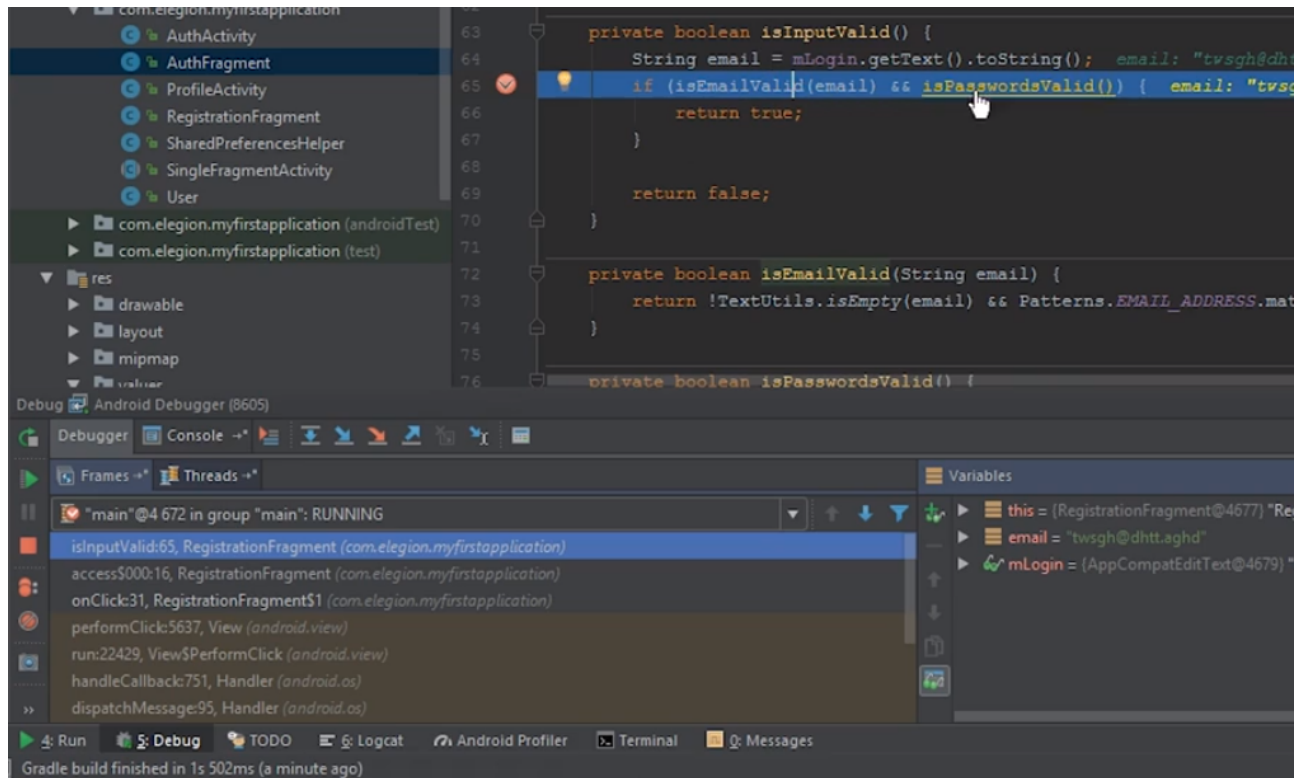 com.elegion.myfirstapplication
AuthActivity
AuthFragment
ProfileActivity
RegistrationFragment
SharedPreferencesHelper
SingleFragmentActivity
User
com.elegion.myfirstapplication (androidTest)
com.elegion.myfirstapplication (test)
res
drawable
layout
mipmap
values
62
63 private boolean isInputValid() {
64 String email = mLogin.getText().toString(); email: "twsgh@dht
65 if (isEmailValid(email) && isPasswordsValid()) { email: "twsg
66 return true;
67 }
68
69 return false;
70 }
71
72 private boolean isEmailValid(String email) {
73 return !TextUtils.isEmpty(email) && Patterns.EMAIL_ADDRESS.mat
74 }
75
76 private boolean isPasswordsValid() {
Debug Android Debugger (8605)
Debugger Console
Frames Threads
"main"@4 672 in group "main": RUNNING
isInputValid:65, RegistrationFragment (com.elegion.myfirstapplication)
access$000:16, RegistrationFragment (com.elegion.myfirstapplication)
onClick:31, RegistrationFragment$1 (com.elegion.myfirstapplication)
performClick:5637, View (android.view)
run:22429, View$PerformClick (android.view)
handleCallback:751, Handler (android.os)
dispatchMessage:95, Handler (android.os)
Variables
this = {RegistrationFragment@4677} "Reg
email = "twsgh@dhtt.aghd"
mLogin = {AppCompatEditText@4679} "
4: Run 5: Debug TODO 6: Logcat Android Profiler Terminal 0: Messages
Gradle build finished in 1s 502ms (a minute ago)